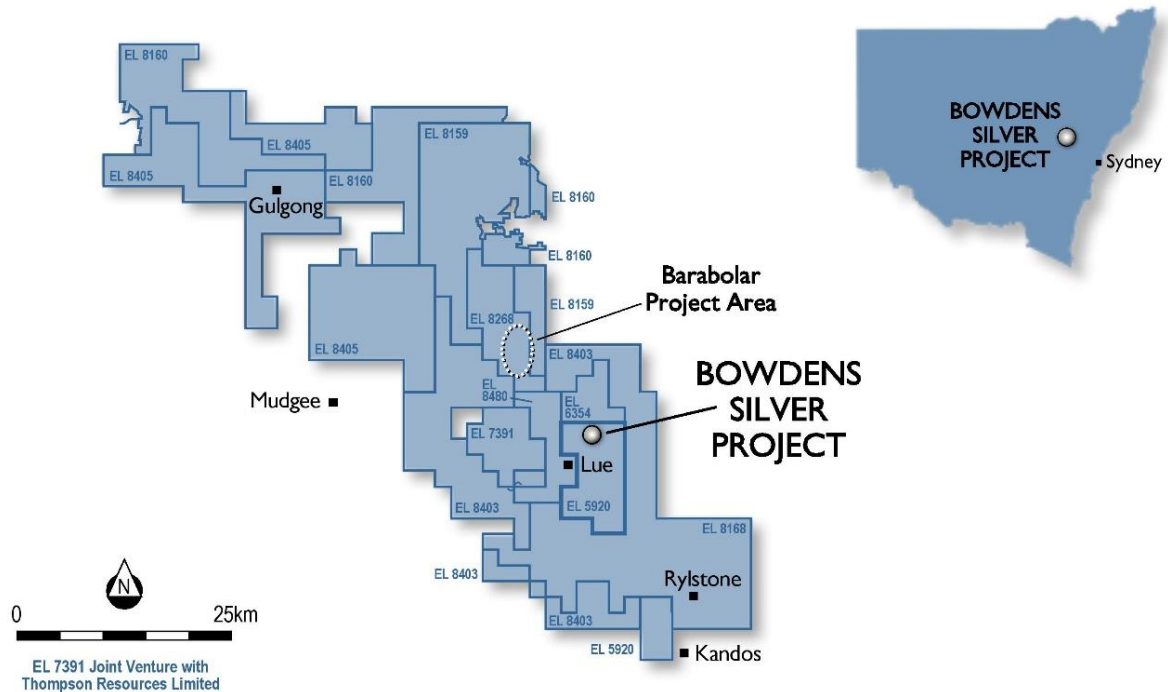 EL 8160
EL 8159
EL 8405
EL 8405
EL 8160
Gulgong
EL 8160
EL 8160
Barabolar
Project Area
EL 8159
EL 8268
EL 8405
EL 8403
EL
8480
EL
6354
Mudgee
EL 7391
BOWDENS
SILVER
PROJECT
Lue
EL 5920
EL 8403
EL 8168
EL 8403
Rylstone
EL 8403
EL 5920
Kandos
N
0 25km
EL 7391 Joint Venture with
Thompson Resources Limited
BOWDENS
SILVER
PROJECT
Sydney